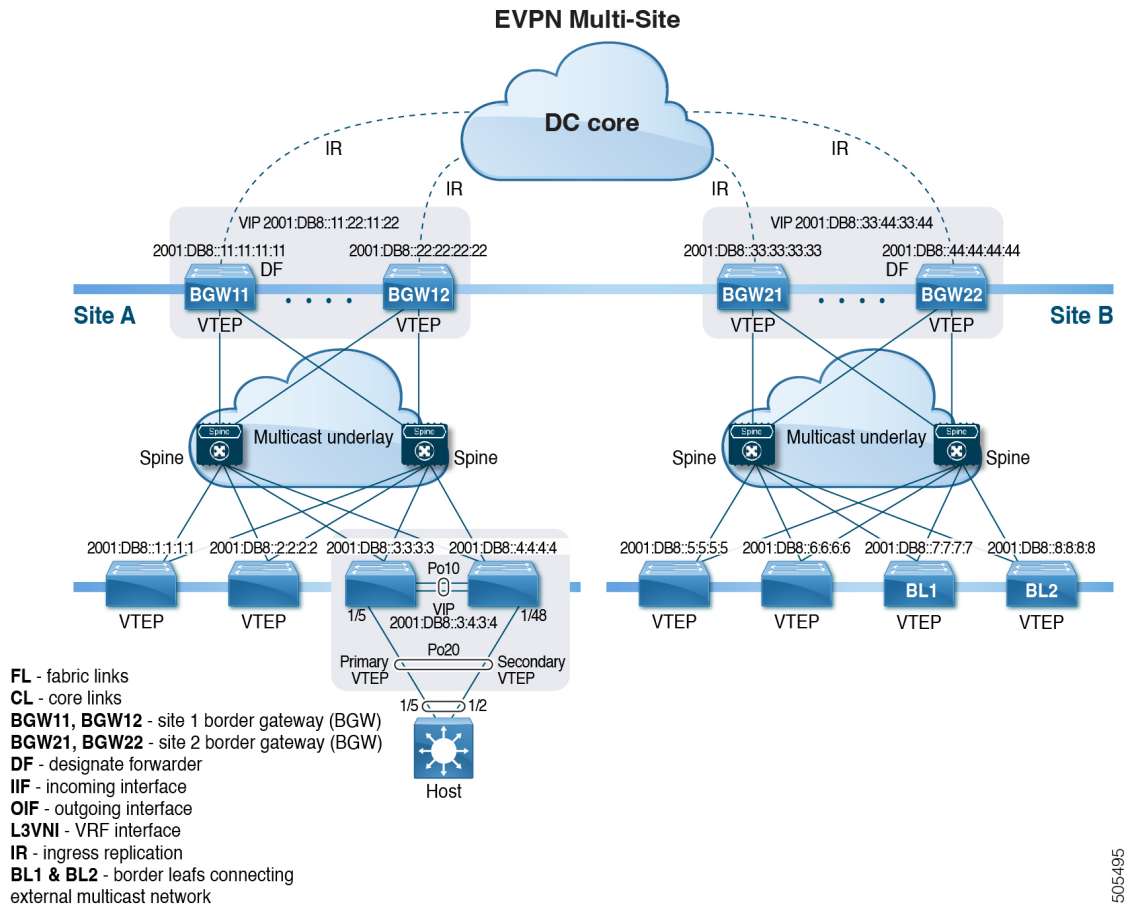 EVPN Multi-Site
DC core
IR
IR
IR
IR
VIP 2001:DB8::11:22:11:22
VIP 2001:DB8::33:44:33:44
2001:DB8::11:11:11:11
2001:DB8::22:22:22:22
2001:DB8::33:33:33:33
2001:DB8::44:44:44:44
DF
DF
BGW11
BGW12
BGW21
BGW22
Site A
Site B
VTEP
VTEP
VTEP
VTEP
Spine
Spine
Spine
Spine
Multicast underlay
Multicast underlay
Spine
Spine
Spine
Spine
2001:DB8::1:1:1:1
2001:DB8::2:2:2:2
2001:DB8::3:3:3:3
2001:DB8::4:4:4:4
2001:DB8::5:5:5:5
2001:DB8::6:6:6:6
2001:DB8::7:7:7:7
2001:DB8::8:8:8:8
Po10
BL1
BL2
VIP
1/5
1/48
2001:DB8::3:4:3:4
VTEP
VTEP
VTEP
VTEP
VTEP
VTEP
Po20
Primary
VTEP
Secondary
VTEP
1/5
1/2
Host
FL - fabric links
CL - core links
BGW11, BGW12 - site 1 border gateway (BGW)
BGW21, BGW22 - site 2 border gateway (BGW)
DF - designate forwarder
IIF - incoming interface
OIF - outgoing interface
L3VNI - VRF interface
IR - ingress replication
BL1 & BL2 - border leafs connecting
external multicast network
505495